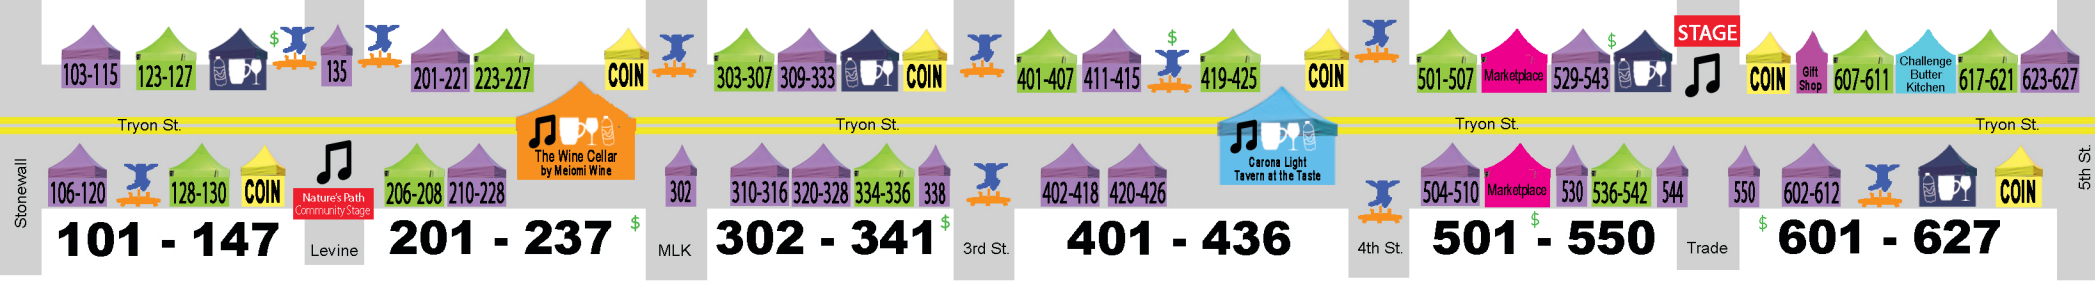 $
$
$
STAGE
103-115
123-127
135
201-221
223-227
COIN
303-307
309-333
COIN
401-407
411-415
419-425
COIN
501-507
Marketplace
529-543
COIN
Gift
Shop
607-611
Challenge
Butter
Kitchen
617-621
623-627
Tryon St.
Tryon St.
Tryon St.
Tryon St.
Stonewall
106-120
128-130
COIN
Nature's Path
Community Stage
206-208
210-228
The Wine Cellar
by Meiomi Wine
302
310-316
320-328
334-336
338
402-418
420-426
Carona Light
Tavern at the Taste
504-510
Marketplace
530
536-542
544
550
602-612
COIN
5th St.
101 - 147
Levine
201 - 237
$
MLK
302 - 341
$
3rd St.
401 - 436
4th St.
501 - 550
$
Trade
$
601 - 627